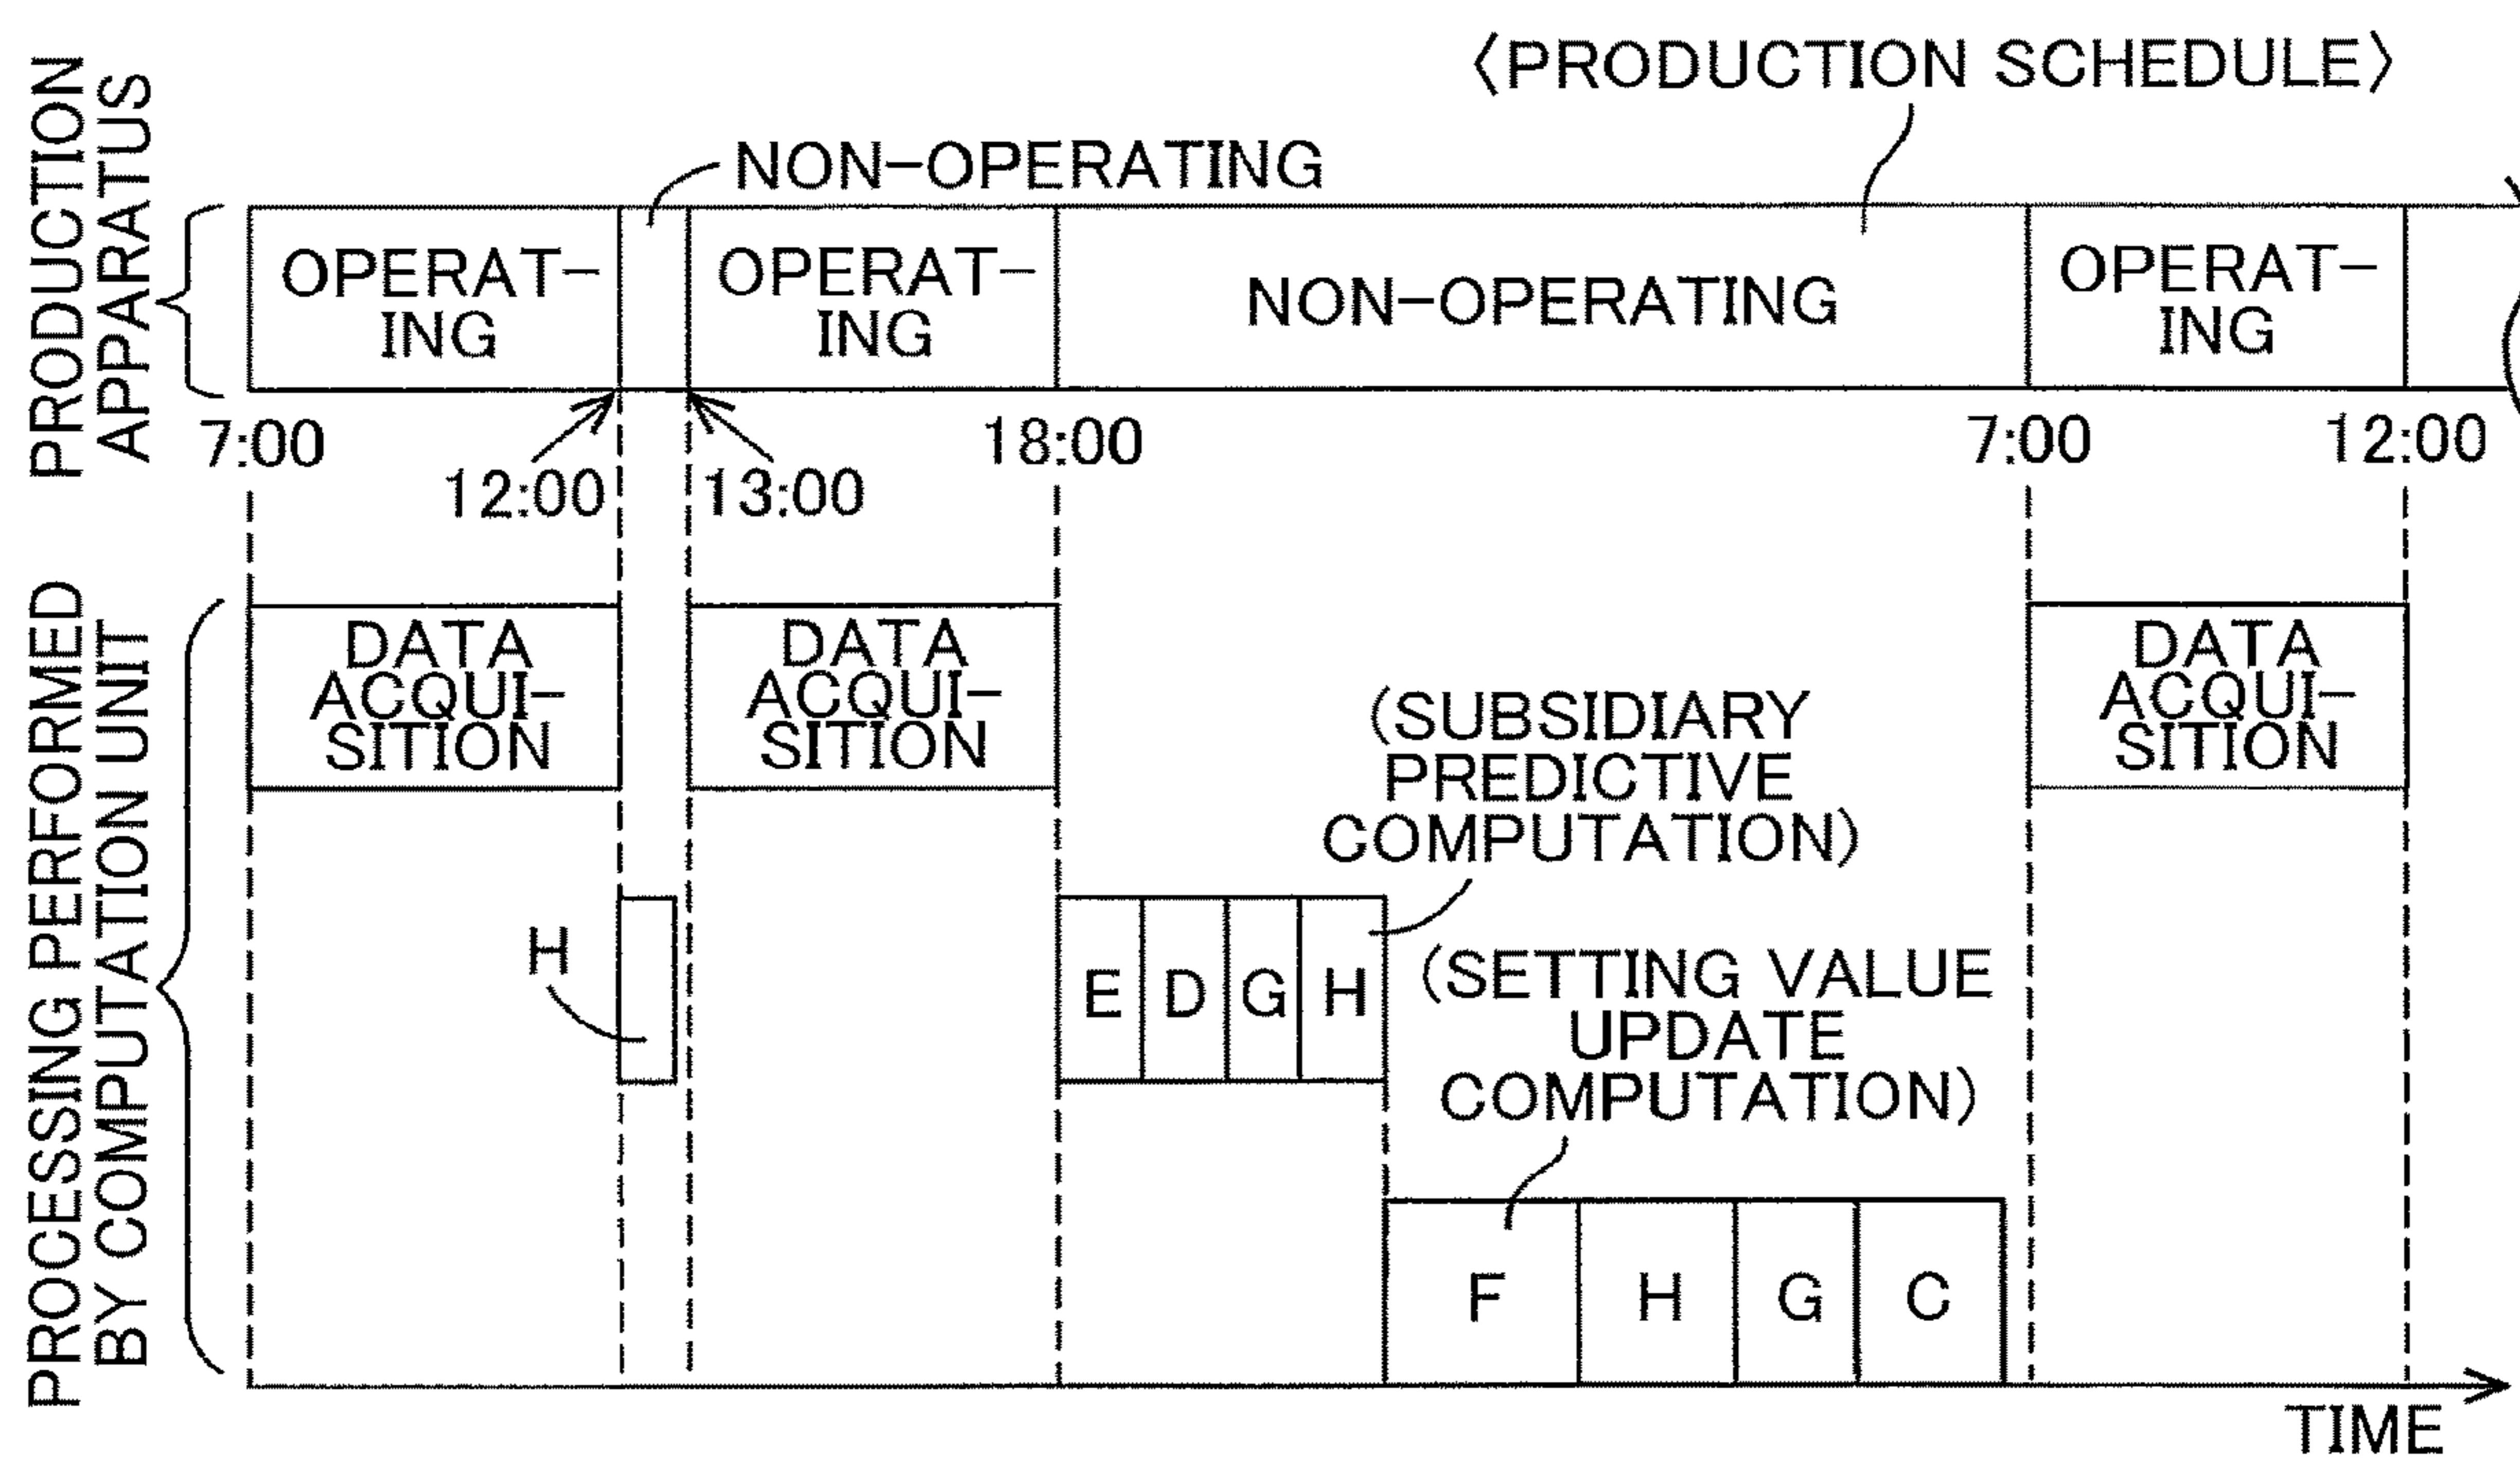 〈PRODUCTION SCHEDULE〉
PRODUCTION
APPARATUS
NON-OPERATING
OPERAT-
ING
OPERAT-
ING
NON-OPERATING
OPERAT-
ING
7:00
12:00
13:00
18:00
7:00
12:00
PROCESSING PERFORMED
BY COMPUTATION UNIT
DATA
ACQUI-
SITION
DATA
ACQUI-
SITION
DATA
ACQUI-
SITION
(SUBSIDIARY
PREDICTIVE
COMPUTATION)
H
E D G H
(SETTING VALUE
UPDATE
COMPUTATION)
F H G C
TIME